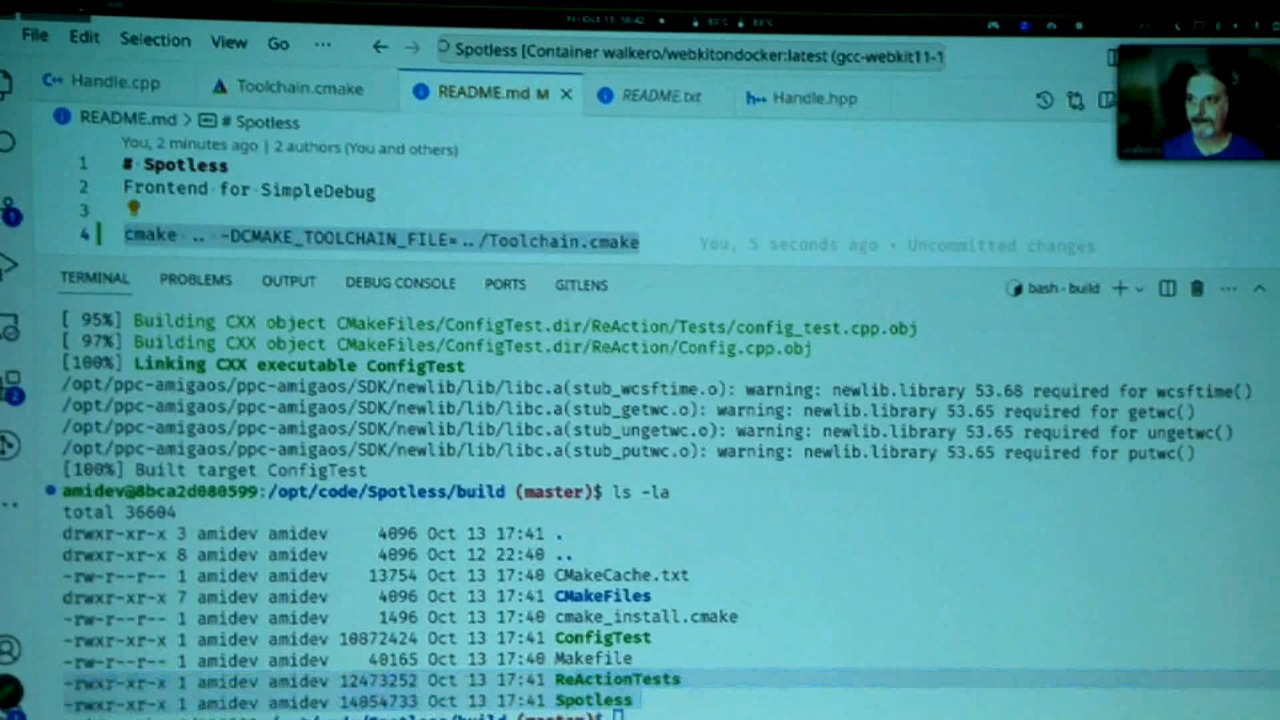 File Edit Selection View Go ··· Spotless [Container walkero/webkitondocker:latest (gcc-webkit11-1
Handle.cpp Toolchain.cmake README.md M README.txt Handle.hpp
README.md > # Spotless
You, 2 minutes ago | 2 authors (You and others)
1 # Spotless
2 Frontend for SimpleDebug
3
4 cmake .. -DCMAKE_TOOLCHAIN_FILE=../Toolchain.cmake You, 5 seconds ago • Uncommitted changes
TERMINAL PROBLEMS OUTPUT DEBUG CONSOLE PORTS GITLENS bash - build
[ 95%] Building CXX object CMakeFiles/ConfigTest.dir/ReAction/Tests/config_test.cpp.obj
[ 97%] Building CXX object CMakeFiles/ConfigTest.dir/ReAction/Config.cpp.obj
[100%] Linking CXX executable ConfigTest
/opt/ppc-amigaos/ppc-amigaos/SDK/newlib/lib/libc.a(stub_wcsftime.o): warning: newlib.library 53.68 required for wcsftime()
/opt/ppc-amigaos/ppc-amigaos/SDK/newlib/lib/libc.a(stub_getwc.o): warning: newlib.library 53.65 required for getwc()
/opt/ppc-amigaos/ppc-amigaos/SDK/newlib/lib/libc.a(stub_ungetwc.o): warning: newlib.library 53.65 required for ungetwc()
/opt/ppc-amigaos/ppc-amigaos/SDK/newlib/lib/libc.a(stub_putwc.o): warning: newlib.library 53.65 required for putwc()
[100%] Built target ConfigTest
amidev@8bca2d080599:/opt/code/Spotless/build (master)$ ls -la
total 36604
drwxr-xr-x 3 amidev amidev 4096 Oct 13 17:41 .
drwxr-xr-x 8 amidev amidev 4096 Oct 12 22:40 ..
-rw-r--r-- 1 amidev amidev 13754 Oct 13 17:40 CMakeCache.txt
drwxr-xr-x 7 amidev amidev 4096 Oct 13 17:41 CMakeFiles
-rw-r--r-- 1 amidev amidev 1496 Oct 13 17:40 cmake_install.cmake
-rwxr-xr-x 1 amidev amidev 10872424 Oct 13 17:41 ConfigTest
-rw-r--r-- 1 amidev amidev 40165 Oct 13 17:40 Makefile
-rwxr-xr-x 1 amidev amidev 12473252 Oct 13 17:41 ReActionTests
-rwxr-xr-x 1 amidev amidev 14054733 Oct 13 17:41 Spotless